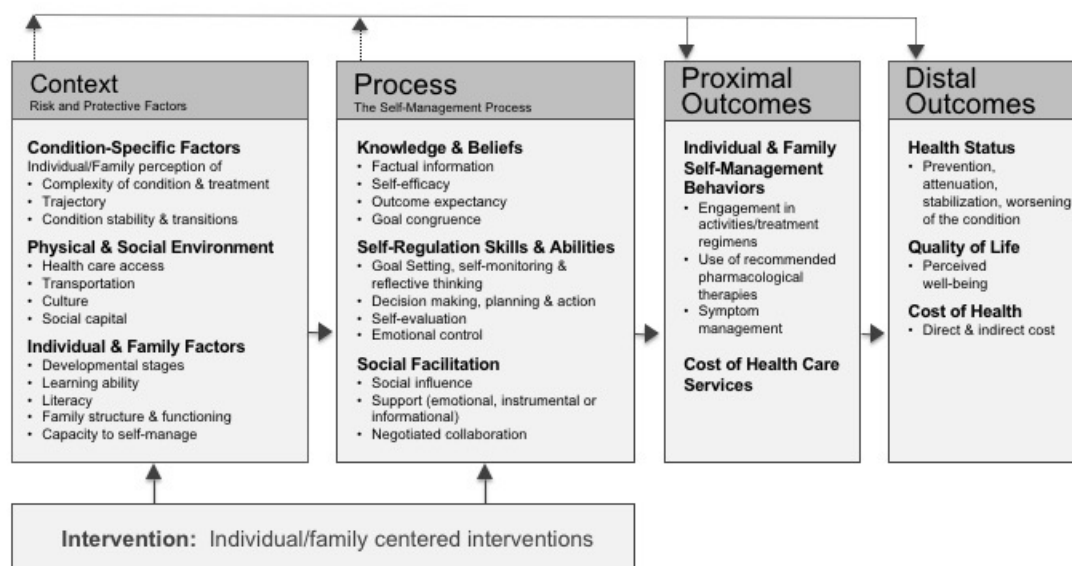 Context
Risk and Protective Factors
Condition-Specific Factors
Individual/Family perception of
• Complexity of condition & treatment
• Trajectory
• Condition stability & transitions
Physical & Social Environment
• Health care access
• Transportation
• Culture
• Social capital
Individual & Family Factors
• Developmental stages
• Learning ability
• Literacy
• Family structure & functioning
• Capacity to self-manage
Process
The Self-Management Process
Knowledge & Beliefs
• Factual information
• Self-efficacy
• Outcome expectancy
• Goal congruence
Self-Regulation Skills & Abilities
• Goal Setting, self-monitoring &
reflective thinking
• Decision making, planning & action
• Self-evaluation
• Emotional control
Social Facilitation
• Social influence
• Support (emotional, instrumental or
informational)
• Negotiated collaboration
Proximal
Outcomes
Individual & Family
Self-Management
Behaviors
• Engagement in
activities/treatment
regimens
• Use of recommended
pharmacological
therapies
• Symptom
management
Cost of Health Care
Services
Distal
Outcomes
Health Status
• Prevention,
attenuation,
stabilization, worsening
of the condition
Quality of Life
• Perceived
well-being
Cost of Health
• Direct & indirect cost
Intervention: Individual/family centered interventions